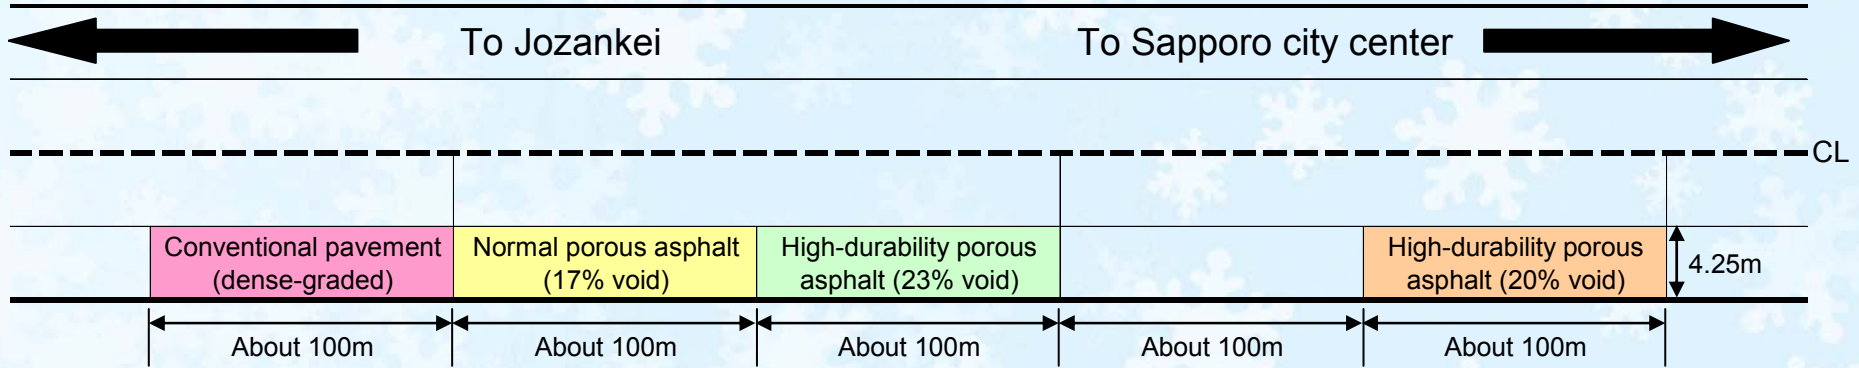 To Jozankei
To Sapporo city center
CL
Conventional pavement
(dense-graded)
Normal porous asphalt
(17% void)
High-durability porous
asphalt (23% void)
High-durability porous
asphalt (20% void)
4.25m
About 100m
About 100m
About 100m
About 100m
About 100m